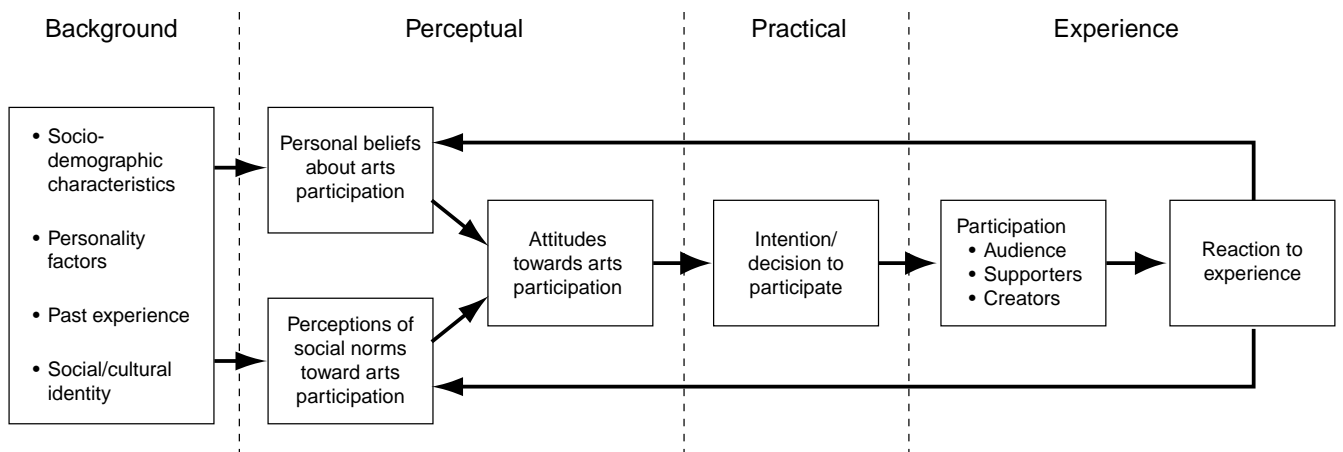 Background
Perceptual
Practical
Experience
• Socio-
demographic
characteristics
• Personality
factors
• Past experience
• Social/cultural
identity
Personal beliefs
about arts
participation
Perceptions of
social norms
toward arts
participation
Attitudes
towards arts
participation
Intention/
decision to
participate
Participation
• Audience
• Supporters
• Creators
Reaction to
experience